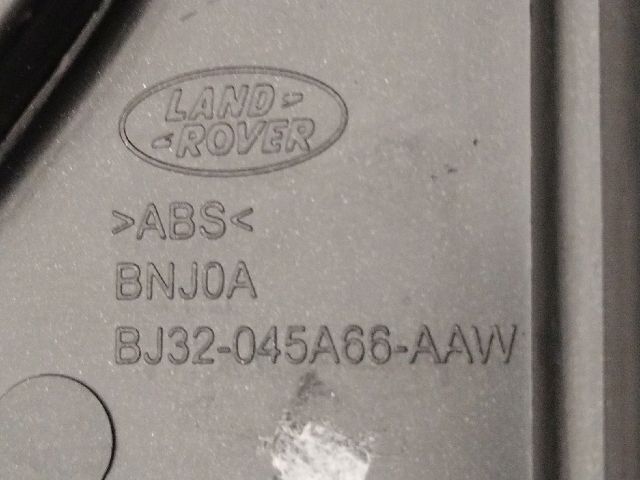 LAND
ROVER
>ABS<
BNJ0A
BJ32-045A66-AAW